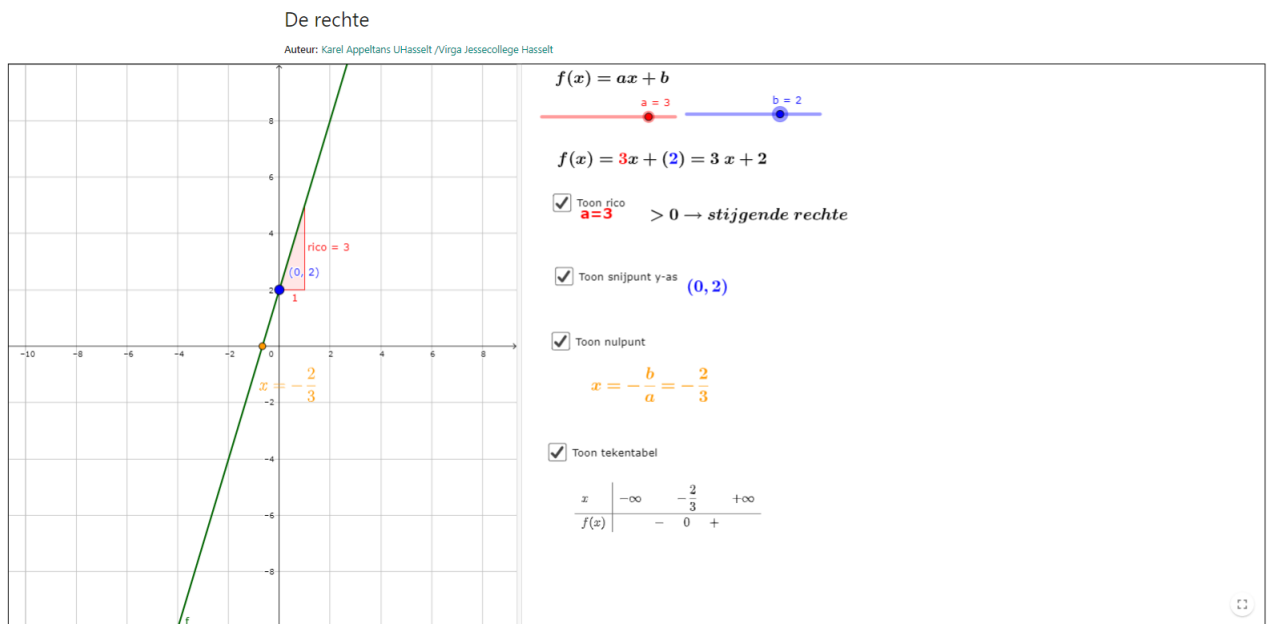 De rechte
Auteur: Karel Appeltans UHasselt /Virga Jessecollege Hasselt
f(x) = ax + b
a = 3
b = 2
f(x) = 3x + (2) = 3 x + 2
Toon rico
a=3 > 0 → stijgende rechte
Toon snijpunt y-as (0, 2)
Toon nulpunt
x = −b/a = −2/3
Toon tekentabel
x −∞ −2/3 +∞
f(x) − 0 +
8
6
4
rico = 3
(0, 2)
2
1
−10 −8 −6 −4 −2 0 2 4 6 8
x = −2/3
−2
−4
−6
−8
f